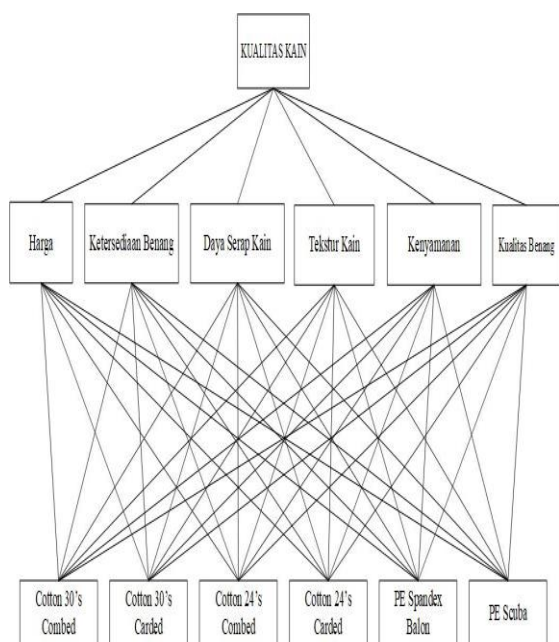 KUALITAS KAIN
Harga
Ketersediaan Benang
Daya Serap Kain
Tekstur Kain
Kenyamanan
Kualitas Benang
Cotton 30's
Combed
Cotton 30's
Carded
Cotton 24's
Combed
Cotton 24's
Carded
PE Spandex
Balon
PE Scuba